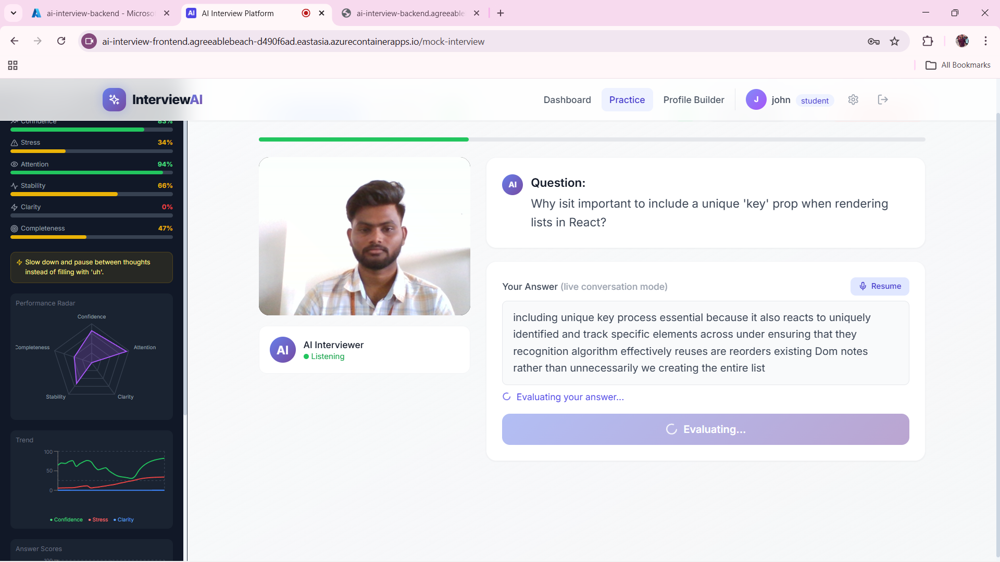 ai-interview-backend - Microso
AI Interview Platform
ai-interview-backend.agreeable
ai-interview-frontend.agreeablebeach-d490f6ad.eastasia.azurecontainerapps.io/mock-interview
All Bookmarks
InterviewAI
Dashboard
Practice
Profile Builder
J
john
student
Confidence 83%
Stress 34%
Attention 94%
Stability 66%
Clarity 0%
Completeness 47%
Slow down and pause between thoughts
instead of filling with 'uh'.
Performance Radar
Confidence
Completeness
Attention
Stability
Clarity
Trend
100
50
0
Confidence Stress Clarity
Answer Scores
100
AI Interviewer
AI
Listening
AI
Question:
Why isit important to include a unique 'key' prop when rendering
lists in React?
Your Answer (live conversation mode)
Resume
including unique key process essential because it also reacts to uniquely
identified and track specific elements across under ensuring that they
recognition algorithm effectively reuses are reorders existing Dom notes
rather than unnecessarily we creating the entire list
Evaluating your answer...
Evaluating...